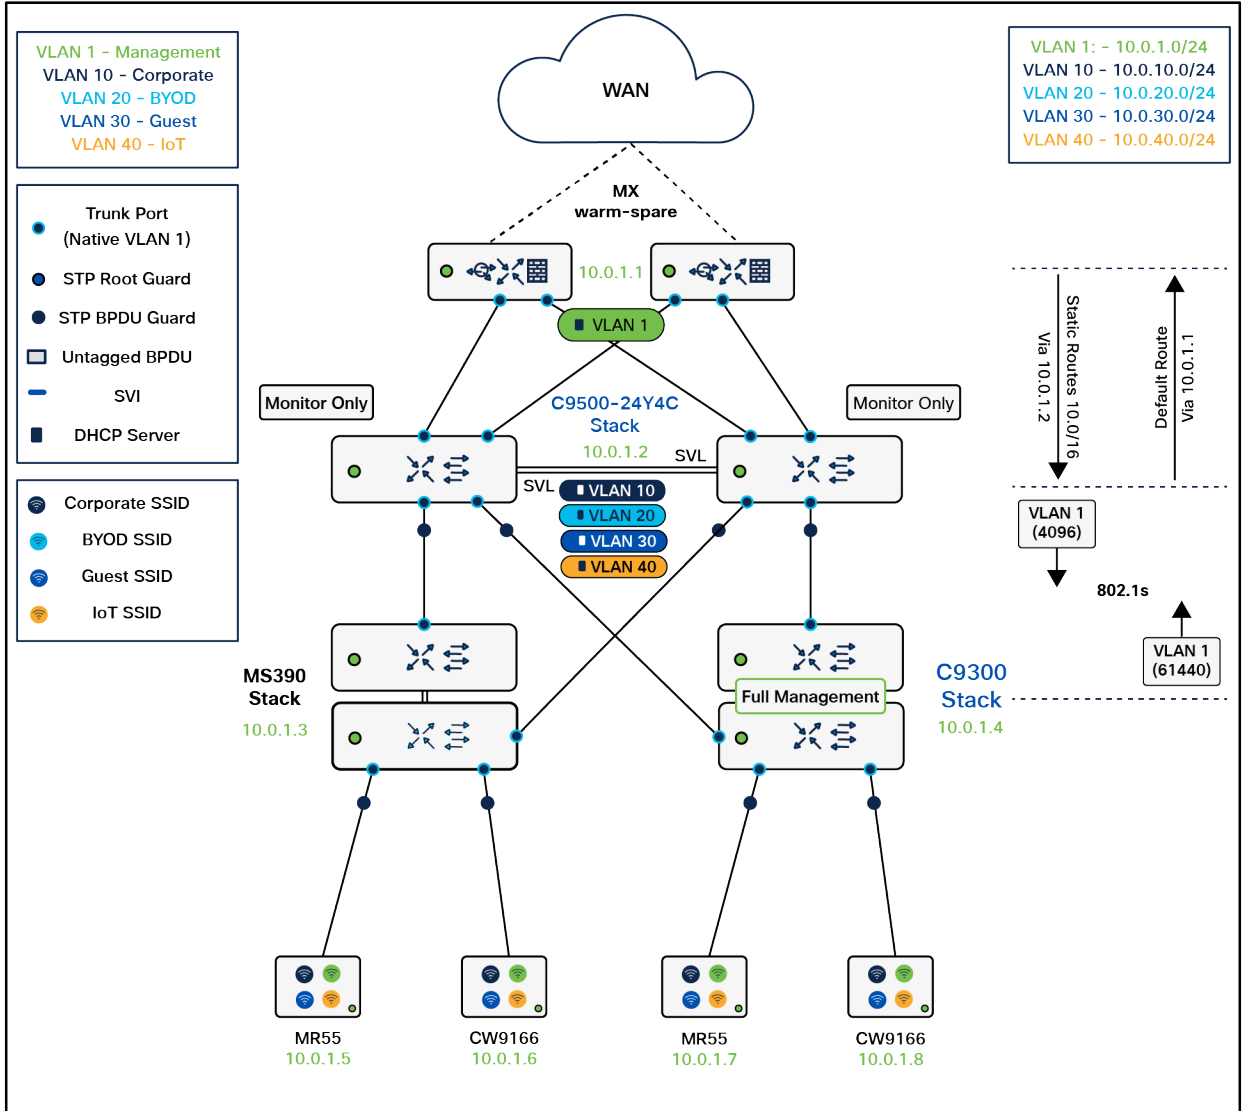 VLAN 1 - Management
VLAN 10 - Corporate
VLAN 20 - BYOD
VLAN 30 - Guest
VLAN 40 - IoT
WAN
VLAN 1: - 10.0.1.0/24
VLAN 10 - 10.0.10.0/24
VLAN 20 - 10.0.20.0/24
VLAN 30 - 10.0.30.0/24
VLAN 40 - 10.0.40.0/24
Trunk Port
(Native VLAN 1)
STP Root Guard
STP BPDU Guard
Untagged BPDU
SVI
DHCP Server
Corporate SSID
BYOD SSID
Guest SSID
IoT SSID
MX
warm-spare
10.0.1.1
VLAN 1
Monitor Only
C9500-24Y4C
Stack
10.0.1.2
Monitor Only
SVL
SVL
VLAN 10
VLAN 20
VLAN 30
VLAN 40
Static Routes 10.0/16
Via 10.0.1.2
Default Route
Via 10.0.1.1
VLAN 1
(4096)
802.1s
VLAN 1
(61440)
MS390
Stack
10.0.1.3
Full Management
C9300
Stack
10.0.1.4
MR55
10.0.1.5
CW9166
10.0.1.6
MR55
10.0.1.7
CW9166
10.0.1.8